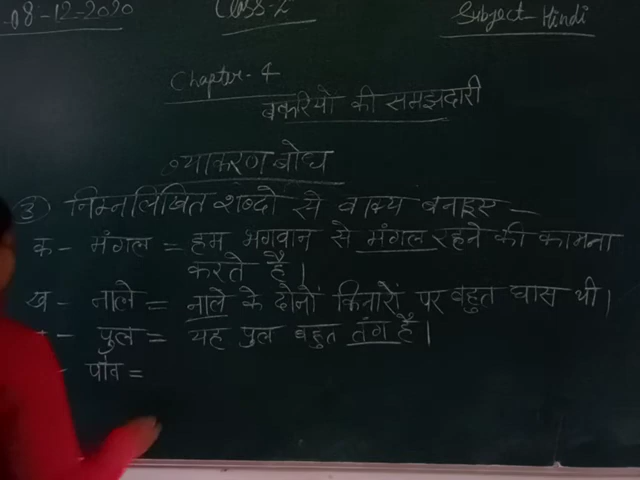 08-12-2020 Class-2 Subject-Hindi
Chapter-4
बकरियो की समझदारी
व्याकरण बोध
③ निम्नलिखित शब्दो से वाक्य बनाइए -
क - मंगल = हम भगवान से मंगल रहने की कामना
करते है।
ख - नाले = नाले के दोनों किनारों पर बहुत घास थी।
- पुल = यह पुल बहुत तंग है।
- =